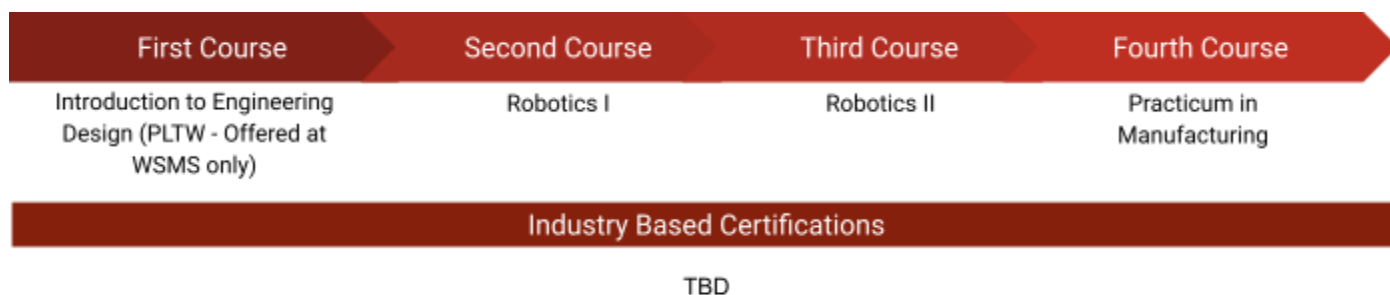 First Course Second Course Third Course Fourth Course
Introduction to Engineering
Design (PLTW - Offered at
WSMS only)
Robotics I
Robotics II
Practicum in
Manufacturing
Industry Based Certifications
TBD